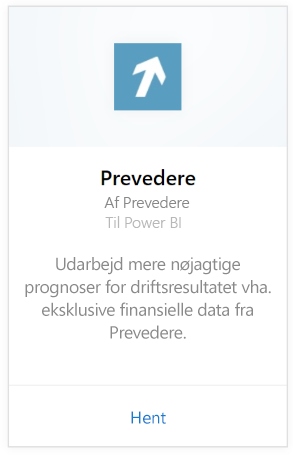 Prevedere
Af Prevedere
Til Power BI
Udarbejd mere nøjagtige
prognoser for driftsresultatet vha.
eksklusive finansielle data fra
Prevedere.
Hent